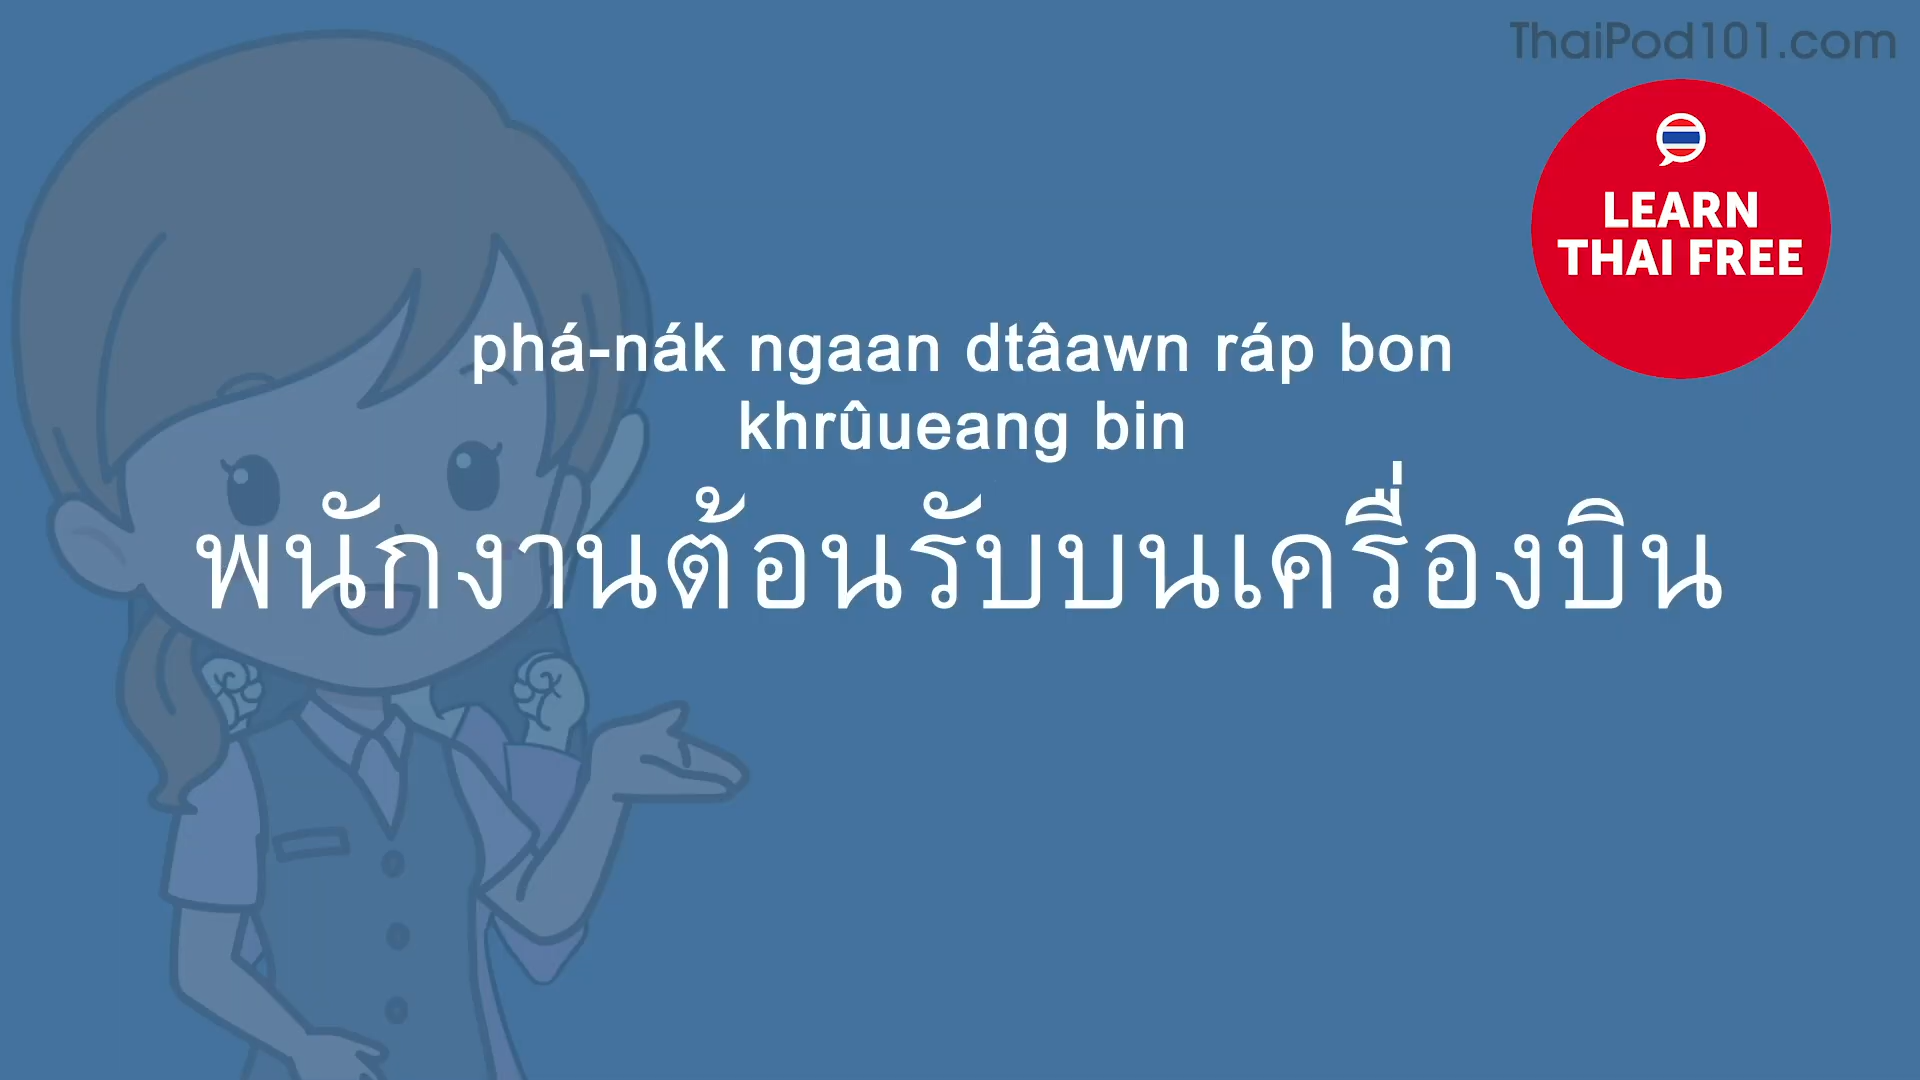 ThaiPod101.com
LEARN
THAI FREE
phá-nák ngaan dtâawn ráp bon
khrûueang bin
พนักงานต้อนรับบนเครื่องบิน